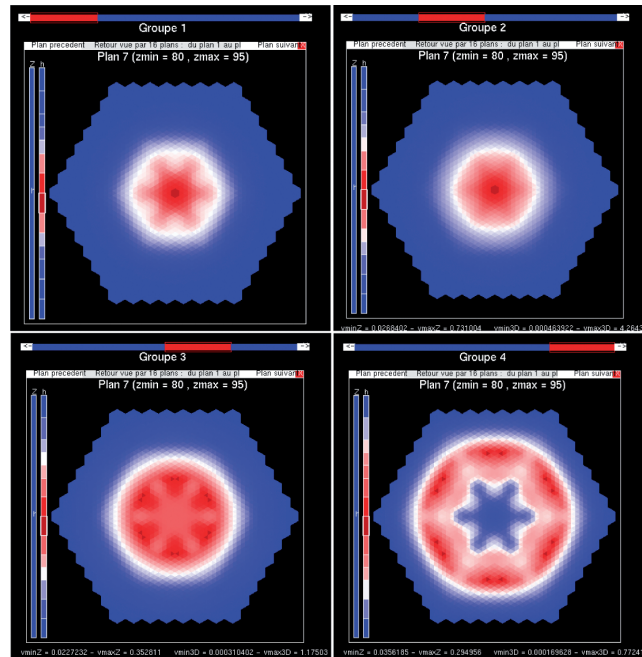 <- ->
Groupe 1
Plan precedent Retour vue par 16 plans : du plan 1 au pl Plan suivant X
Plan 7 (zmin = 80 , zmax = 95)
Z h
<- ->
Groupe 2
Plan precedent Retour vue par 16 plans : du plan 1 au pl Plan suivant X
Plan 7 (zmin = 80 , zmax = 95)
Z h
vminZ = 0.0268402 - vmaxZ = 0.731004 vmin3D = 0.000463922 - vmax3D = 4.2643
<- ->
Groupe 3
Plan precedent Retour vue par 16 plans : du plan 1 au pl Plan suivant X
Plan 7 (zmin = 80 , zmax = 95)
Z h
vminZ = 0.0227232 - vmaxZ = 0.352811 vmin3D = 0.000310402 - vmax3D = 1.17503
<- ->
Groupe 4
Plan precedent Retour vue par 16 plans : du plan 1 au pl Plan suivant X
Plan 7 (zmin = 80 , zmax = 95)
Z h
vminZ = 0.0356185 - vmaxZ = 0.294956 vmin3D = 0.000169628 - vmax3D = 0.7724